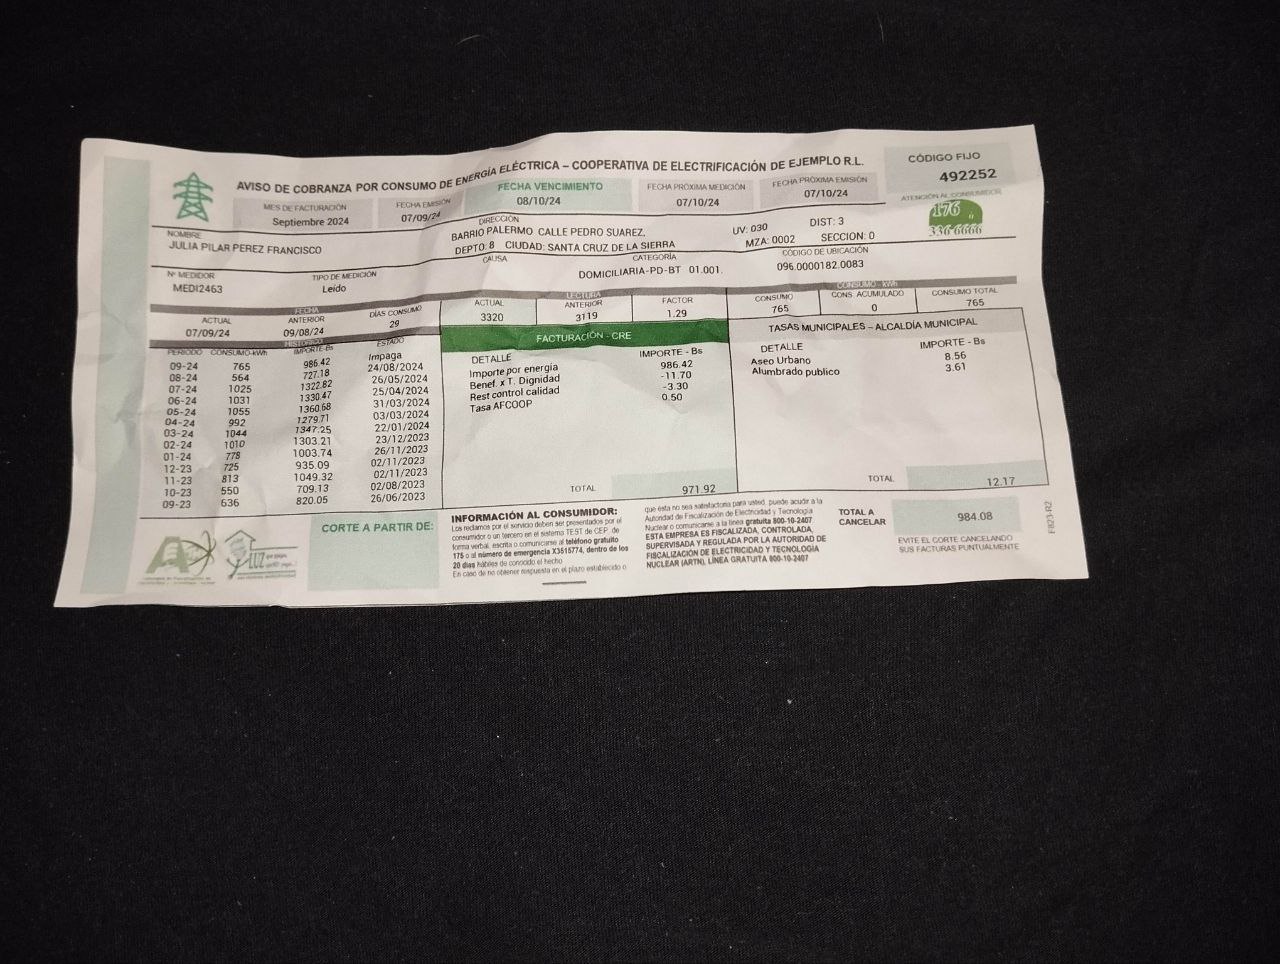 AVISO DE COBRANZA POR CONSUMO DE ENERGÍA ELÉCTRICA – COOPERATIVA DE ELECTRIFICACIÓN DE EJEMPLO R.L.
CÓDIGO FIJO
492252
MES DE FACTURACIÓN
Septiembre 2024
FECHA EMISIÓN
07/09/24
FECHA VENCIMIENTO
08/10/24
FECHA PRÓXIMA MEDICIÓN
07/10/24
FECHA PRÓXIMA EMISIÓN
07/10/24
ATENCIÓN AL CONSUMIDOR
176
336 6666
NOMBRE
JULIA PILAR PEREZ FRANCISCO
DIRECCIÓN
BARRIO PALERMO CALLE PEDRO SUAREZ,
DEPTO: 8 CIUDAD: SANTA CRUZ DE LA SIERRA
UV: 030 DIST: 3
MZA: 0002 SECCION: 0
Nº MEDIDOR
MEDI2463
TIPO DE MEDICIÓN
Leído
CAUSA
CATEGORÍA
DOMICILIARIA-PD-BT 01.001.
CÓDIGO DE UBICACIÓN
096.0000182.0083
FECHA
ACTUAL ANTERIOR DÍAS CONSUMO
07/09/24 09/08/24 29
LECTURA
ACTUAL ANTERIOR FACTOR
3320 3119 1.29
CONSUMO - kWh
CONSUMO CONS. ACUMULADO CONSUMO TOTAL
765 0 765
HISTÓRICO
PERIODO CONSUMO-kWh IMPORTE-Bs ESTADO
09-24 765 986.42 Impaga
08-24 564 727.18 24/08/2024
07-24 1025 1322.82 26/05/2024
06-24 1031 1330.47 25/04/2024
05-24 1055 1360.68 31/03/2024
04-24 992 1279.71 03/03/2024
03-24 1044 1347.25 22/01/2024
02-24 1010 1303.21 23/12/2023
01-24 778 1003.74 26/11/2023
12-23 725 935.09 02/11/2023
11-23 813 1049.32 02/11/2023
10-23 550 709.13 02/08/2023
09-23 636 820.05 26/06/2023
FACTURACIÓN - CRE
DETALLE IMPORTE - Bs
Importe por energía 986.42
Benef. x T. Dignidad -11.70
Rest control calidad -3.30
Tasa AFCOOP 0.50
TOTAL 971.92
TASAS MUNICIPALES – ALCALDÍA MUNICIPAL
DETALLE IMPORTE - Bs
Aseo Urbano 8.56
Alumbrado publico 3.61
TOTAL 12.17
LUZ
CORTE A PARTIR DE:
INFORMACIÓN AL CONSUMIDOR:
Los reclamos por el servicio deben ser presentados por el
consumidor o un tercero en el sistema TEST de CEP, de
forma verbal, escrita o comunicarse al teléfono gratuito
175 o al número de emergencia X3515774, dentro de los
20 días hábiles de conocido el hecho
En caso de no obtener respuesta en el plazo establecido o
que ésta no sea satisfactoria para usted, puede acudir a la
Autoridad de Fiscalización de Electricidad y Tecnología
Nuclear o comunicarse a la línea gratuita 800-10-2407
ESTA EMPRESA ES FISCALIZADA, CONTROLADA,
SUPERVISADA Y REGULADA POR LA AUTORIDAD DE
FISCALIZACIÓN DE ELECTRICIDAD Y TECNOLOGÍA
NUCLEAR (ARTN), LÍNEA GRATUITA 800-10-2407
TOTAL A
CANCELAR
984.08
EVITE EL CORTE CANCELANDO
SUS FACTURAS PUNTUALMENTE
F823-R2